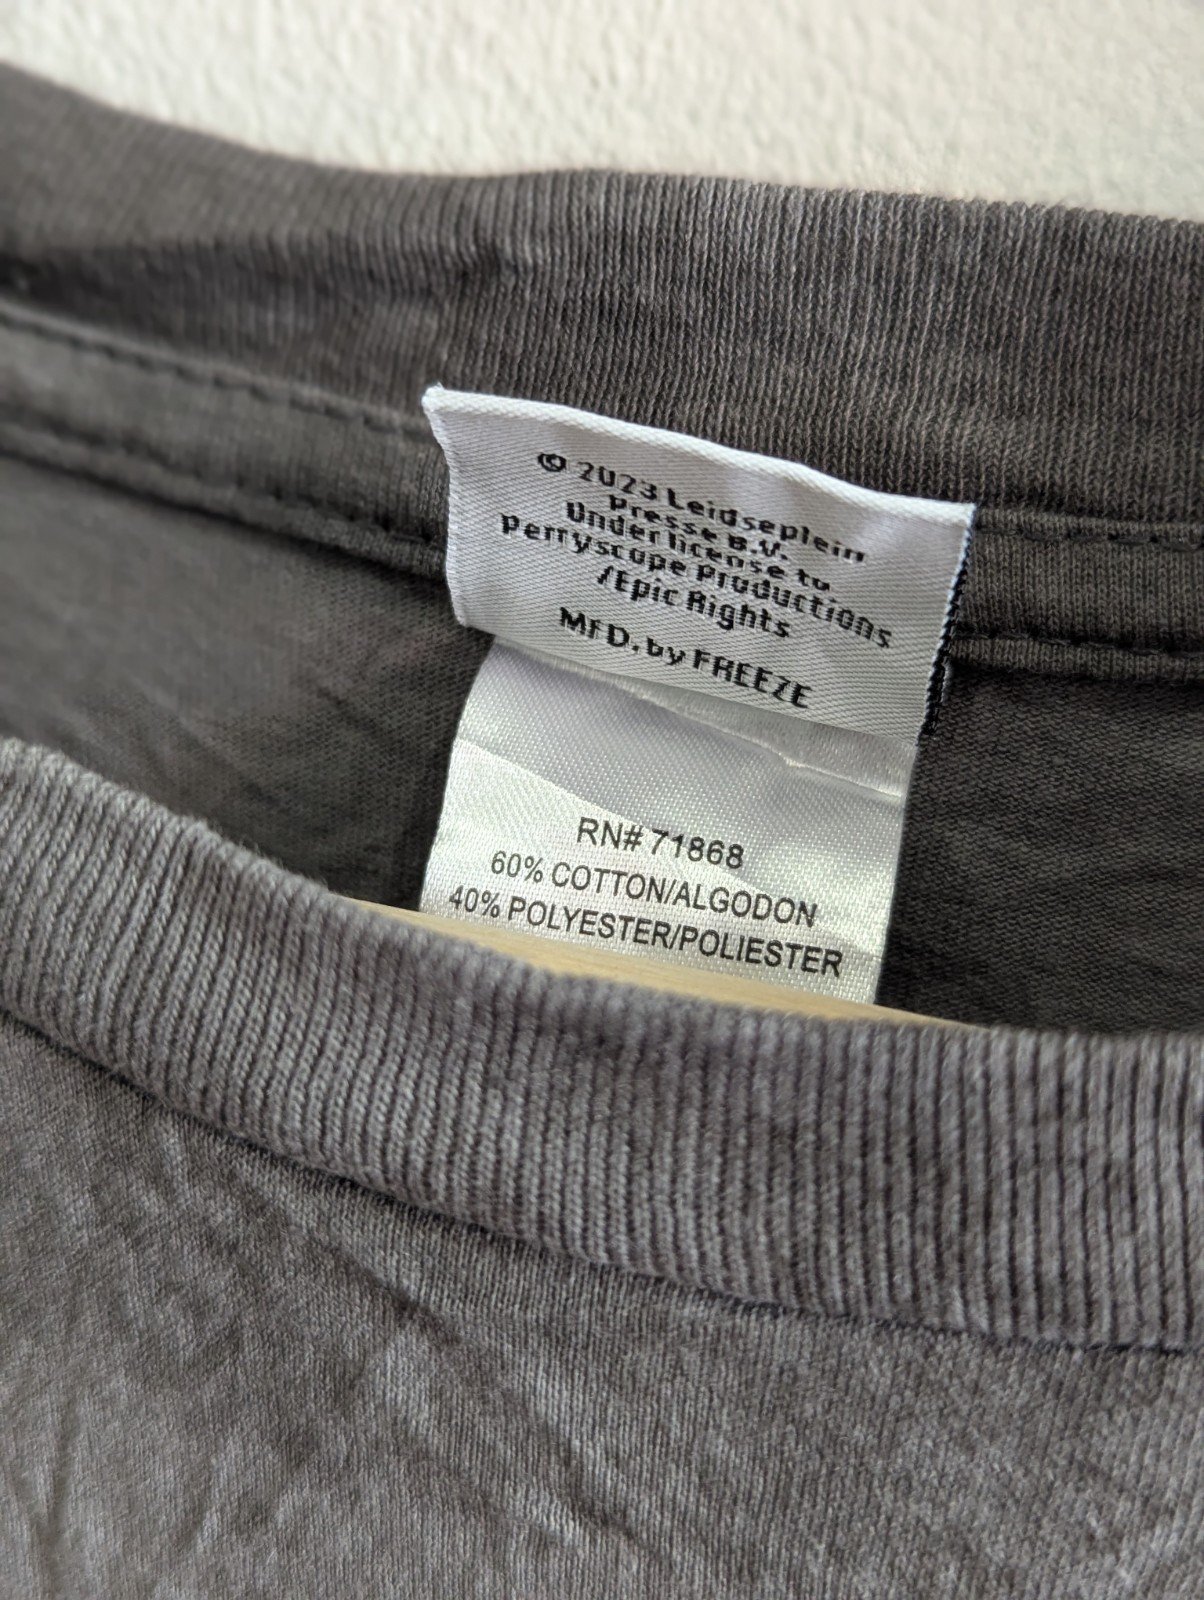 © 2023 Leidseplein
Presse B.V.
Under license to
Perryscope Productions
/Epic Rights
MFD. by FREEZE
RN# 71868
60% COTTON/ALGODON
40% POLYESTER/POLIESTER